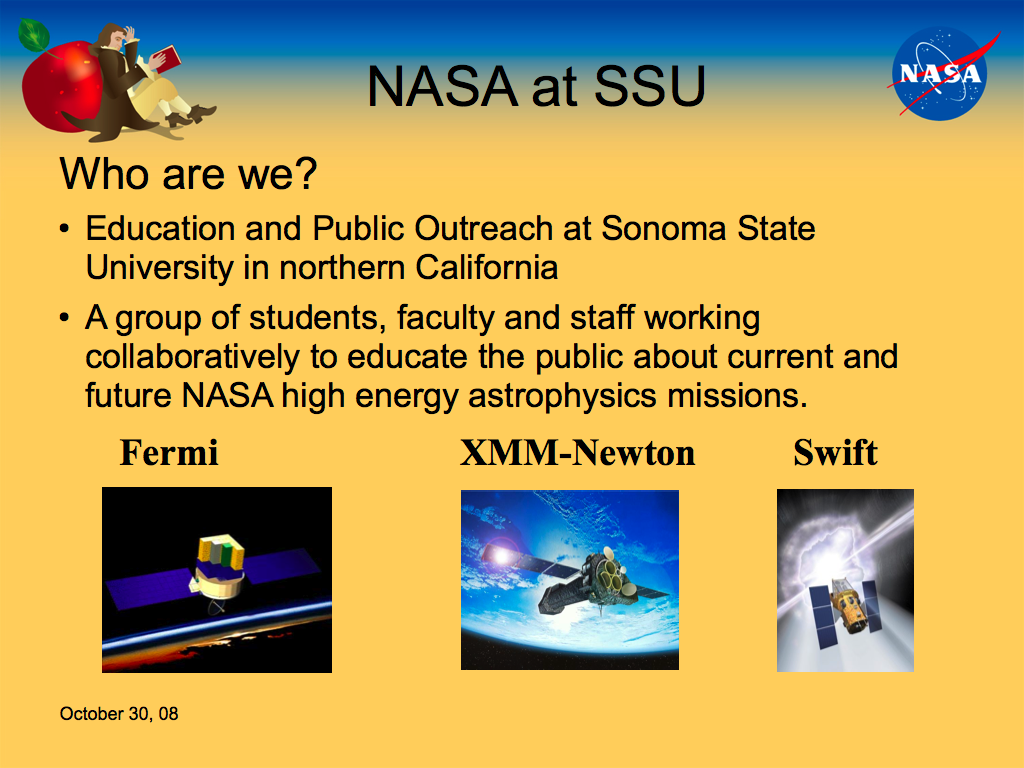 NASA at SSU
NASA
Who are we?
• Education and Public Outreach at Sonoma State
University in northern California
• A group of students, faculty and staff working
collaboratively to educate the public about current and
future NASA high energy astrophysics missions.
Fermi XMM-Newton Swift
October 30, 08